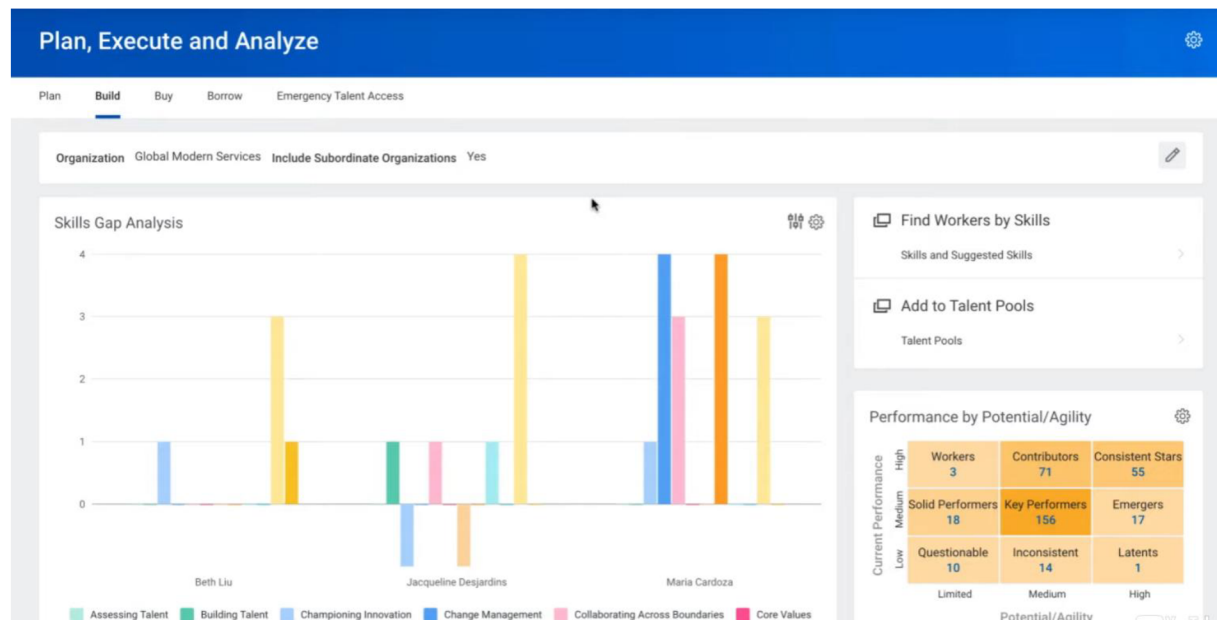 Plan, Execute and Analyze
Plan Build Buy Borrow Emergency Talent Access
Organization Global Modern Services Include Subordinate Organizations Yes
Skills Gap Analysis
4
3
2
1
0
Beth Liu Jacqueline Desjardins Maria Cardoza
Assessing Talent Building Talent Championing Innovation Change Management Collaborating Across Boundaries Core Values
Find Workers by Skills
Skills and Suggested Skills
Add to Talent Pools
Talent Pools
Performance by Potential/Agility
Current Performance
High
Medium
Low
Workers Contributors Consistent Stars
3 71 55
Solid Performers Key Performers Emergers
18 156 17
Questionable Inconsistent Latents
10 14 1
Limited Medium High
Potential/Agility